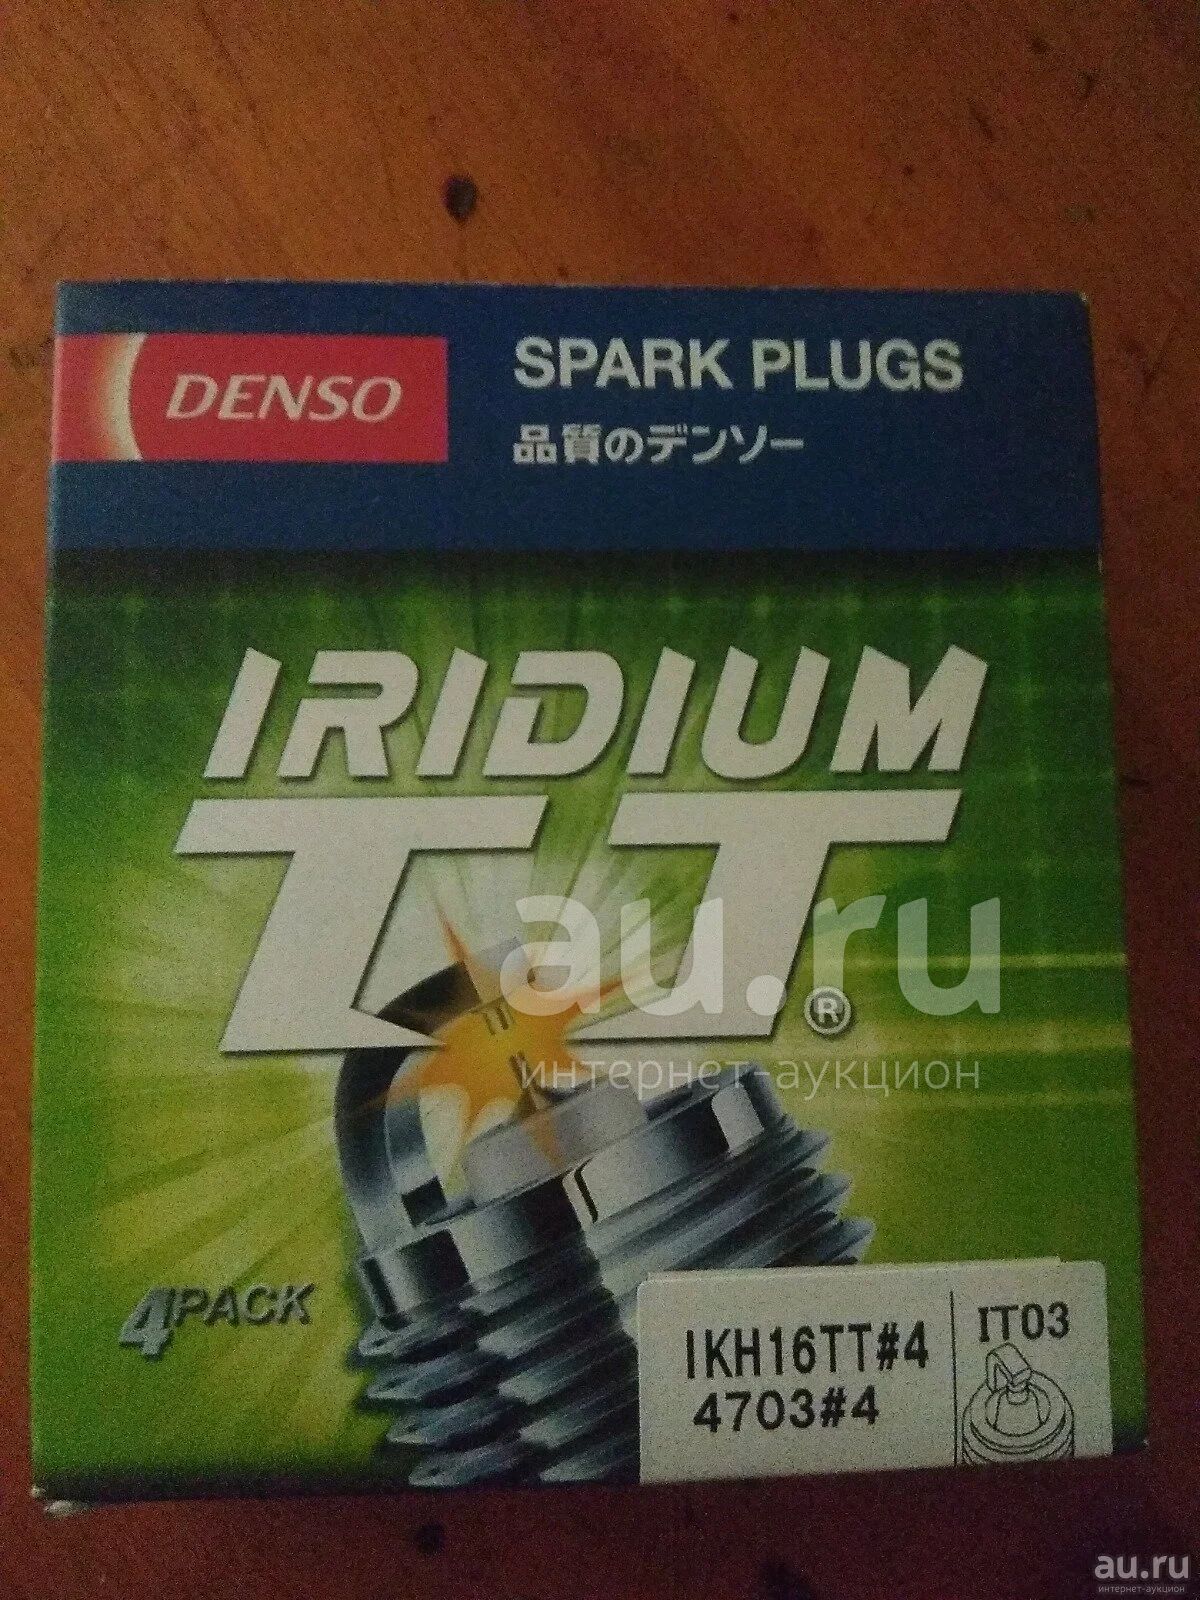 DENSO
SPARK PLUGS
品質のデンソー
IRIDIUM
TT®
au.ru
интернет-аукцион
4PACK
IKH16TT#4
4703#4
IT03
au.ru
интернет-аукцион